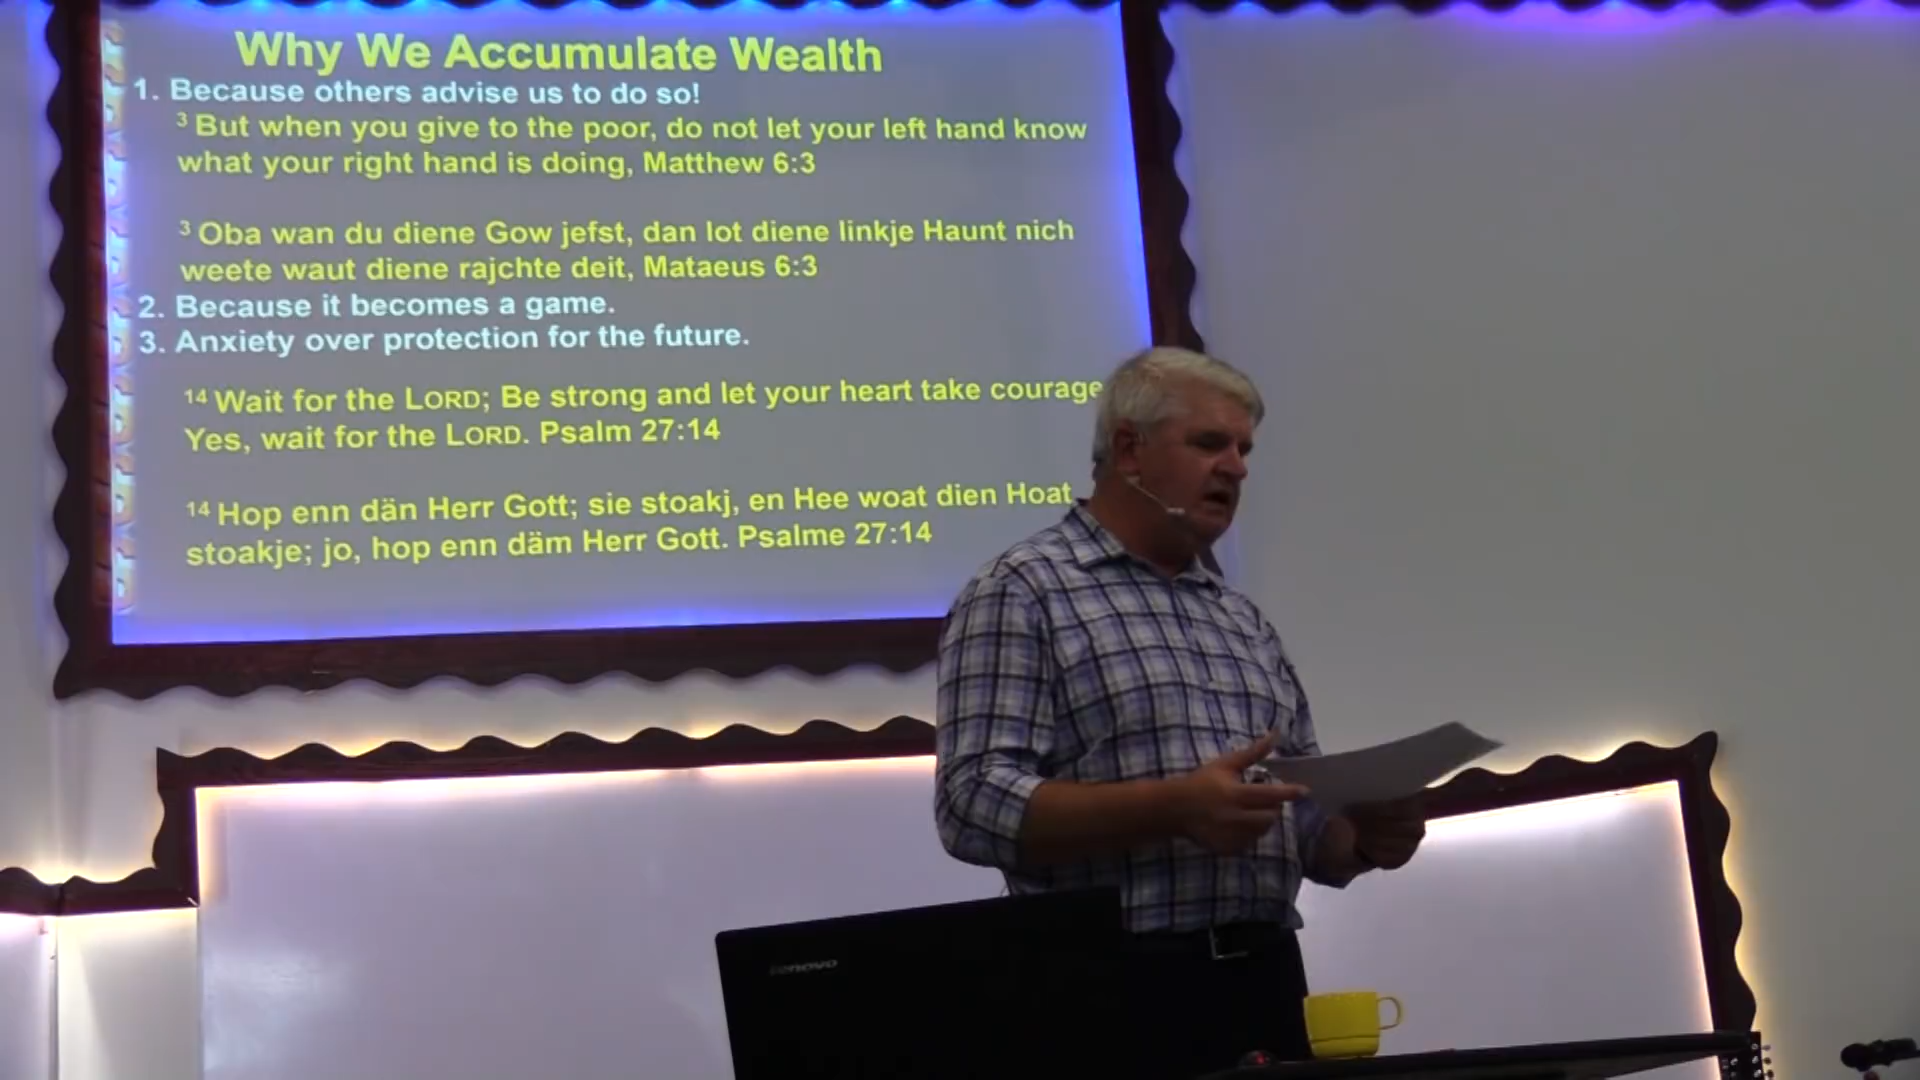 Why We Accumulate Wealth
1. Because others advise us to do so!
3 But when you give to the poor, do not let your left hand know
what your right hand is doing, Matthew 6:3
3 Oba wan du diene Gow jefst, dan lot diene linkje Haunt nich
weete waut diene rajchte deit, Mataeus 6:3
2. Because it becomes a game.
3. Anxiety over protection for the future.
14 Wait for the LORD; Be strong and let your heart take courage
Yes, wait for the LORD. Psalm 27:14
14 Hop enn dän Herr Gott; sie stoakj, en Hee woat dien Hoat
stoakje; jo, hop enn däm Herr Gott. Psalme 27:14
lenovo